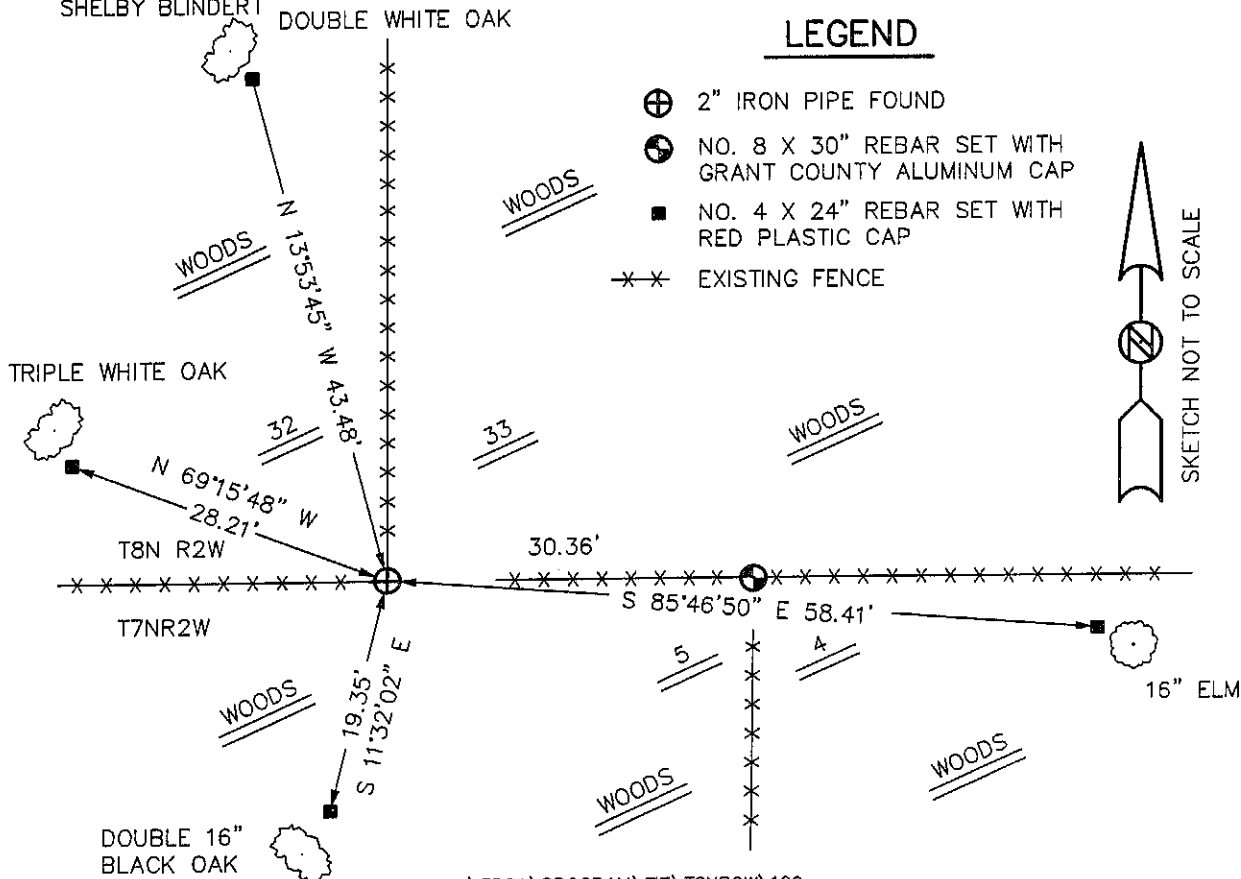 SHELBY BLINDERT
DOUBLE WHITE OAK
LEGEND
2" IRON PIPE FOUND
NO. 8 X 30" REBAR SET WITH
GRANT COUNTY ALUMINUM CAP
NO. 4 X 24" REBAR SET WITH
RED PLASTIC CAP
EXISTING FENCE
WOODS
WOODS
N 13°53'45" W 43.48'
N
SKETCH NOT TO SCALE
TRIPLE WHITE OAK
32
33
WOODS
N 69°15'48" W
28.21'
T8N R2W
30.36'
S 85°46'50" E 58.41'
T7NR2W
5
4
16" ELM
WOODS
19.35'
S 11°32'02" E
WOODS
WOODS
DOUBLE 16"
BLACK OAK